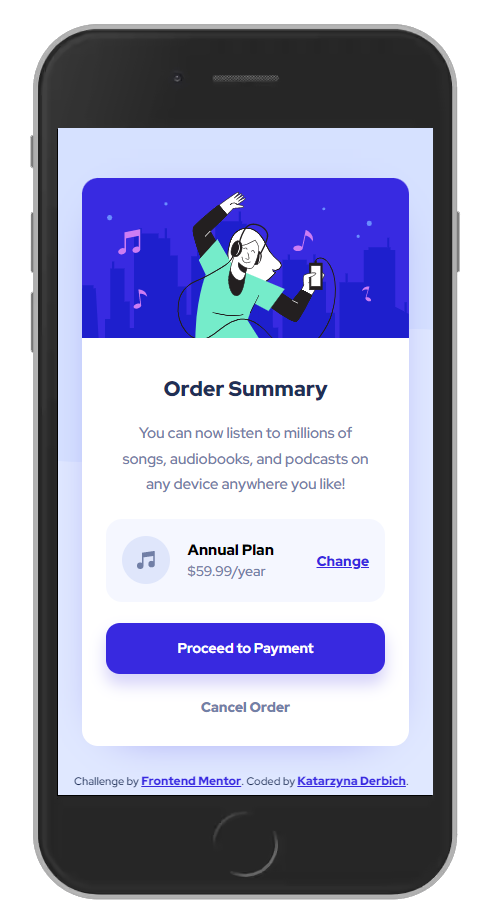 Order Summary
You can now listen to millions of
songs, audiobooks, and podcasts on
any device anywhere you like!
Annual Plan
$59.99/year
Change
Proceed to Payment
Cancel Order
Challenge by Frontend Mentor. Coded by Katarzyna Derbich.